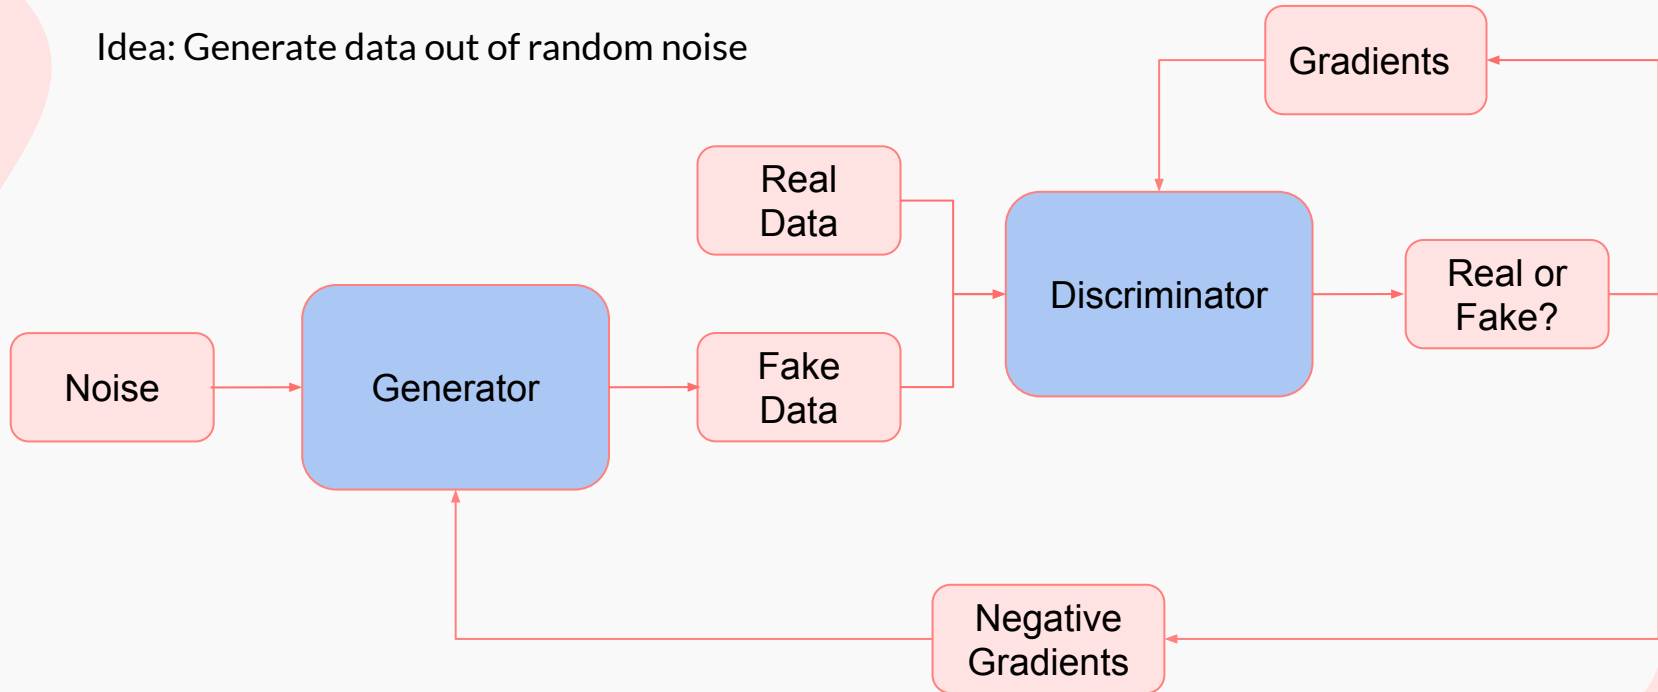 Idea: Generate data out of random noise
Gradients
Real
Data
Discriminator
Real or
Fake?
Noise
Generator
Fake
Data
Negative
Gradients